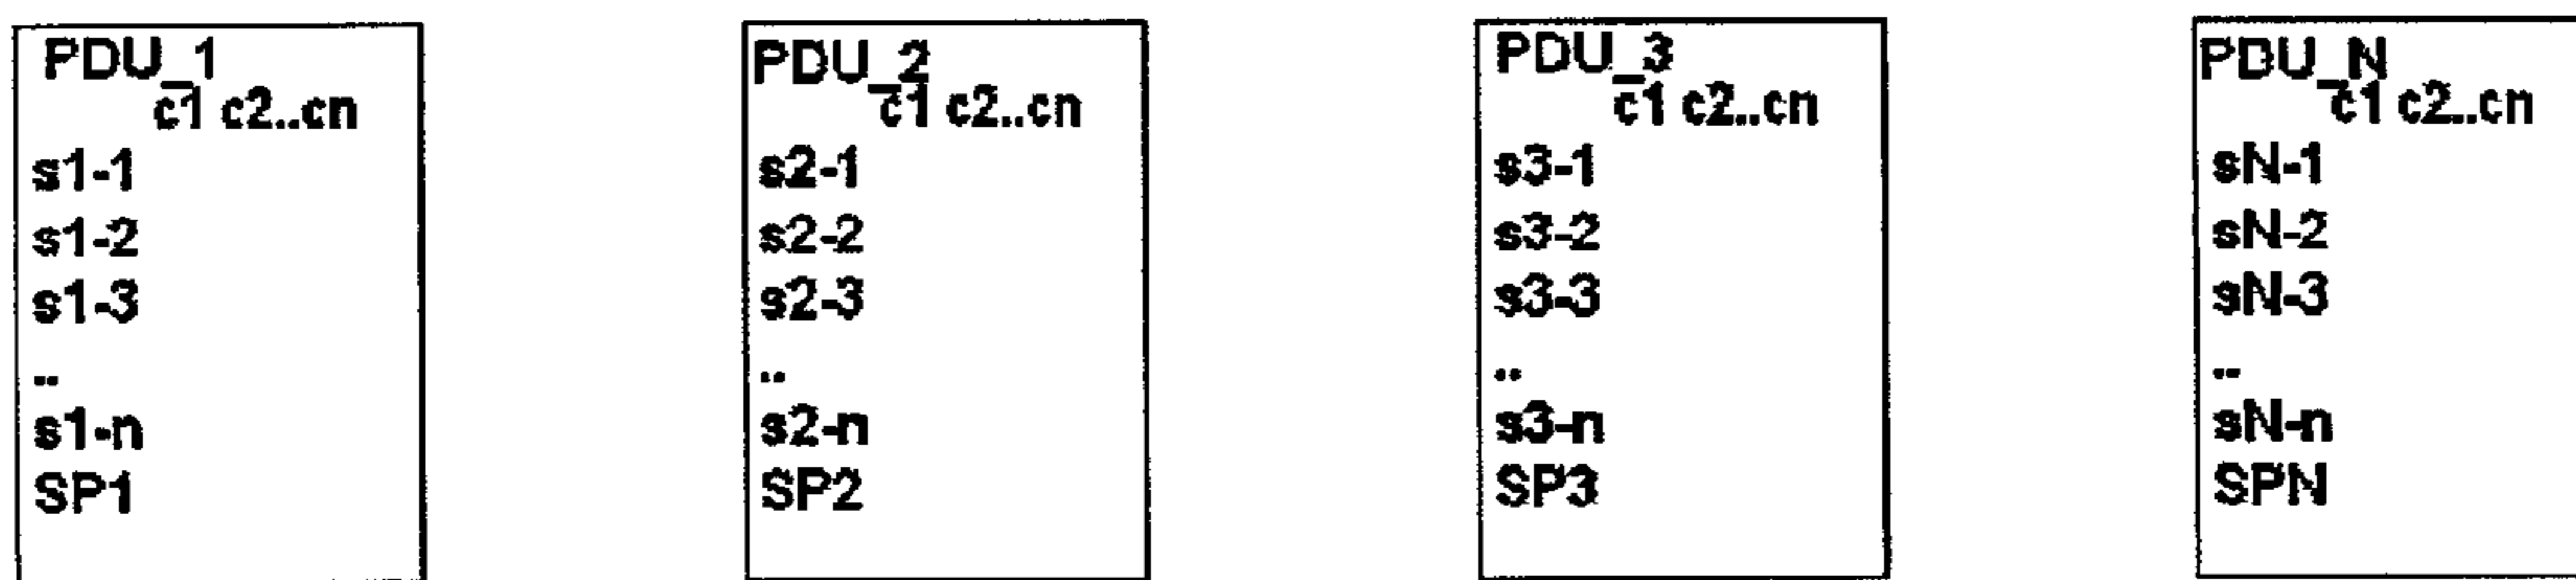 PDU_1
c1 c2..cn
s1-1
s1-2
s1-3
..
s1-n
SP1
PDU_2
c1 c2..cn
s2-1
s2-2
s2-3
..
s2-n
SP2
PDU_3
c1 c2..cn
s3-1
s3-2
s3-3
..
s3-n
SP3
PDU_N
c1 c2..cn
sN-1
sN-2
sN-3
..
sN-n
SPN